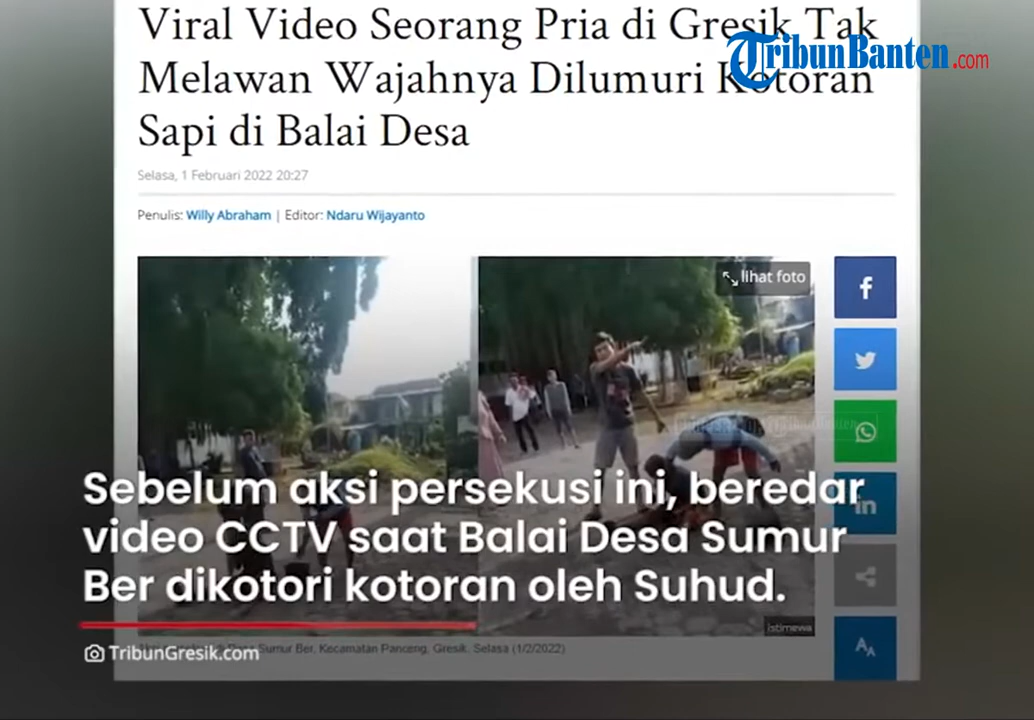 Viral Video Seorang Pria di Gresik Tak
Melawan Wajahnya Dilumuri Kotoran
Sapi di Balai Desa
TribunBanten.com
Selasa, 1 Februari 2022 20:27
Penulis: Willy Abraham | Editor: Ndaru Wijayanto
lihat foto
TribunBanten
Sebelum aksi persekusi ini, beredar
video CCTV saat Balai Desa Sumur
Ber dikotori kotoran oleh Suhud.
istimewa
Sumur Ber, Kecamatan Panceng, Gresik, Selasa (1/2/2022)
TribunGresik.com
f
in
AA